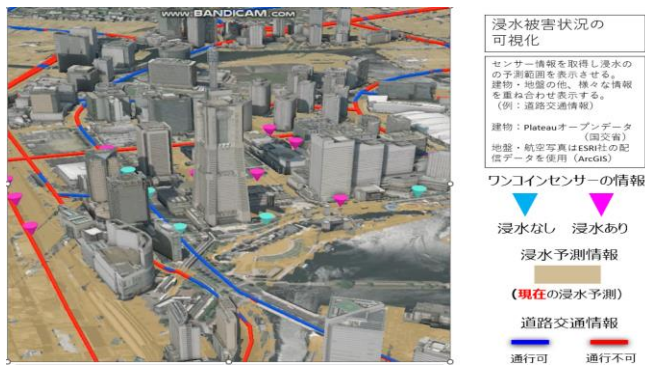 WWW.BANDICAM.COM
浸水被害状況の
可視化
センサー情報を取得し浸水の
の予測範囲を表示させる。
建物・地盤の他、様々な情報
を重ね合わせ表示する。
（例：道路交通情報）
建物：Plateauオープンデータ
（国交省）
地盤・航空写真はESRI社の配
信データを使用（ArcGIS）
ワンコインセンサーの情報
浸水なし 浸水あり
浸水予測情報
(現在の浸水予測)
道路交通情報
通行可 通行不可